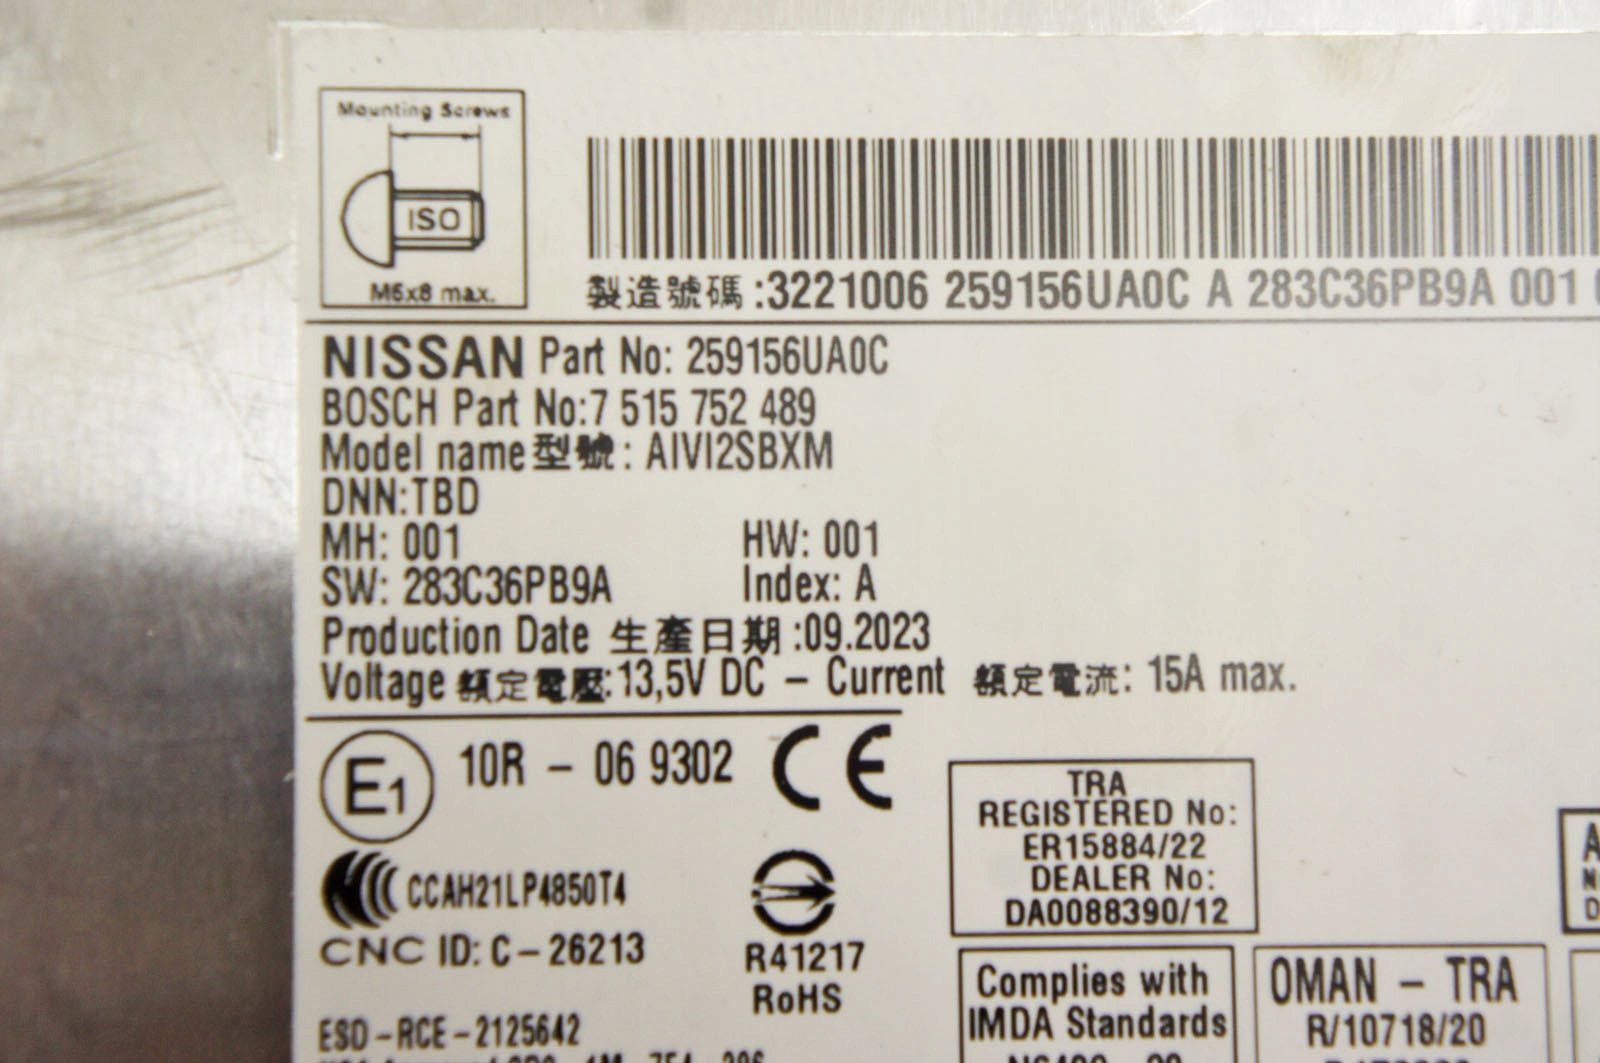 Mounting Screws
ISO
M6x8 max.
製造號碼:3221006 259156UA0C A 283C36PB9A 001
NISSAN Part No: 259156UA0C
BOSCH Part No:7 515 752 489
Model name型號: AIVI2SBXM
DNN:TBD
MH: 001 HW: 001
SW: 283C36PB9A Index: A
Production Date 生產日期:09.2023
Voltage 額定電壓:13,5V DC – Current 額定電流: 15A max.
E1 10R – 06 9302 CE
TRA
REGISTERED No:
ER15884/22
DEALER No:
DA0088390/12
CCAH21LP4850T4
R41217
RoHS
CNC ID: C-26213
ESD-RCE-2125642
Complies with
IMDA Standards
OMAN – TRA
R/10718/20